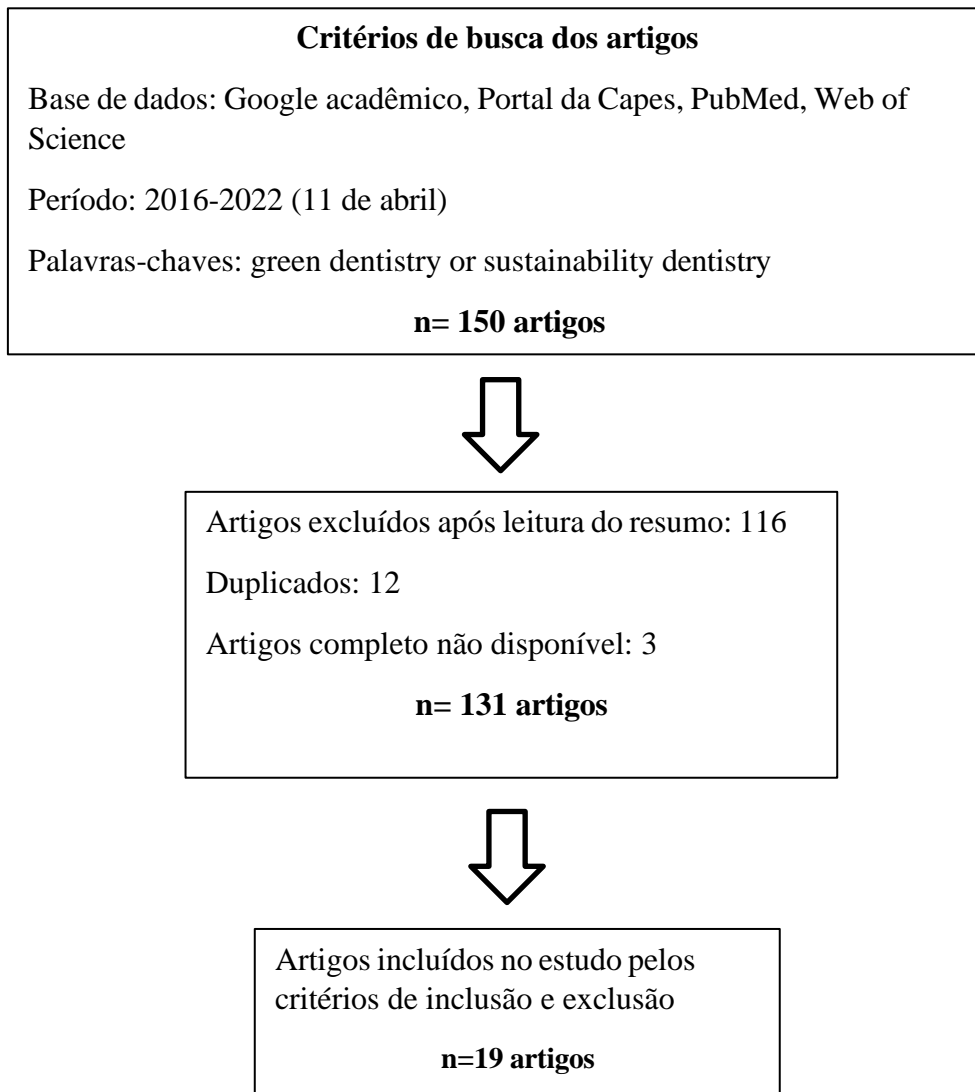 Critérios de busca dos artigos
Base de dados: Google acadêmico, Portal da Capes, PubMed, Web of
Science
Período: 2016-2022 (11 de abril)
Palavras-chaves: green dentistry or sustainability dentistry
n= 150 artigos
Artigos excluídos após leitura do resumo: 116
Duplicados: 12
Artigos completo não disponível: 3
n= 131 artigos
Artigos incluídos no estudo pelos
critérios de inclusão e exclusão
n=19 artigos